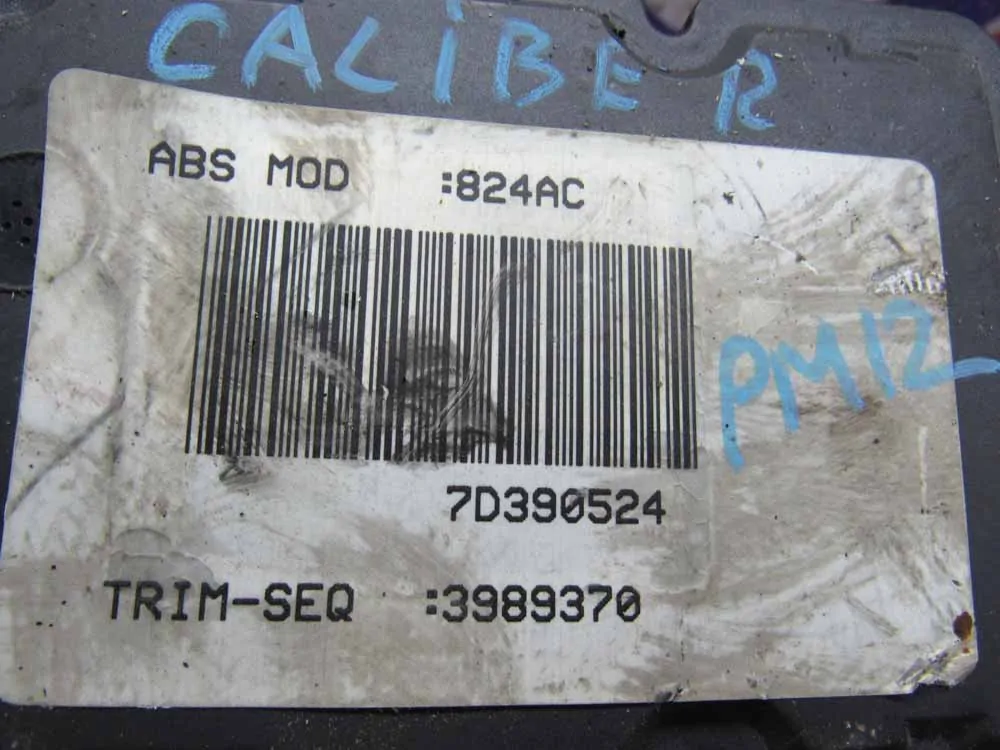 CALIBER
ABS MOD :824AC
PM12
7D390524
TRIM-SEQ :3989370